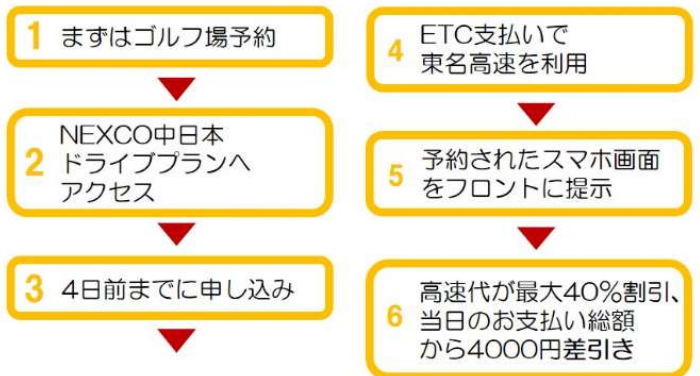 1 まずはゴルフ場予約
2 NEXCO中日本
ドライブプランへ
アクセス
3 4日前までに申し込み
4 ETC支払いで
東名高速を利用
5 予約されたスマホ画面
をフロントに提示
6 高速代が最大40%割引、
当日のお支払い総額
から4000円差引き